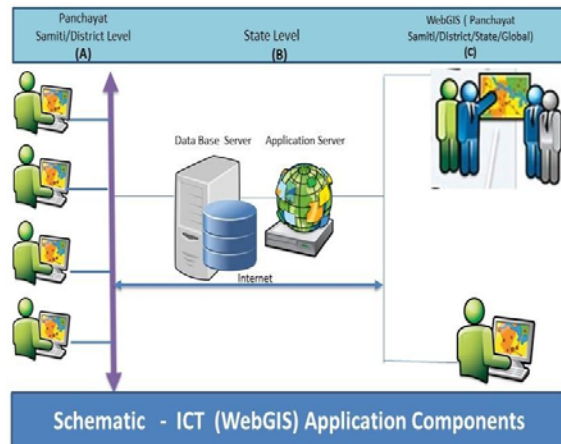 Panchayat
Samiti/District Level
(A)
State Level
(B)
WebGIS ( Panchayat
Samiti/District/State/Global)
(C)
Data Base Server
Application Server
Internet
Schematic - ICT (WebGIS) Application Components